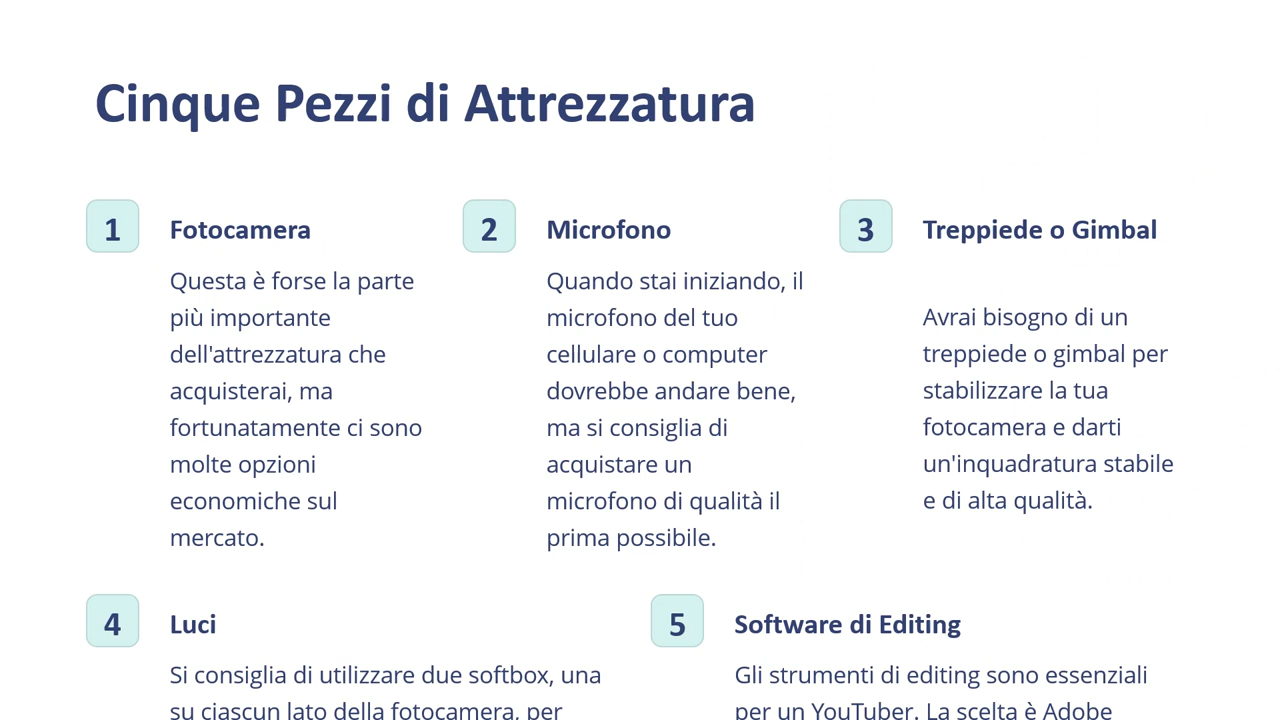 Cinque Pezzi di Attrezzatura
1
Fotocamera
Questa è forse la parte
più importante
dell'attrezzatura che
acquisterai, ma
fortunatamente ci sono
molte opzioni
economiche sul
mercato.
2
Microfono
Quando stai iniziando, il
microfono del tuo
cellulare o computer
dovrebbe andare bene,
ma si consiglia di
acquistare un
microfono di qualità il
prima possibile.
3
Treppiede o Gimbal
Avrai bisogno di un
treppiede o gimbal per
stabilizzare la tua
fotocamera e darti
un'inquadratura stabile
e di alta qualità.
4
Luci
Si consiglia di utilizzare due softbox, una
su ciascun lato della fotocamera, per
5
Software di Editing
Gli strumenti di editing sono essenziali
per un YouTuber. La scelta è Adobe